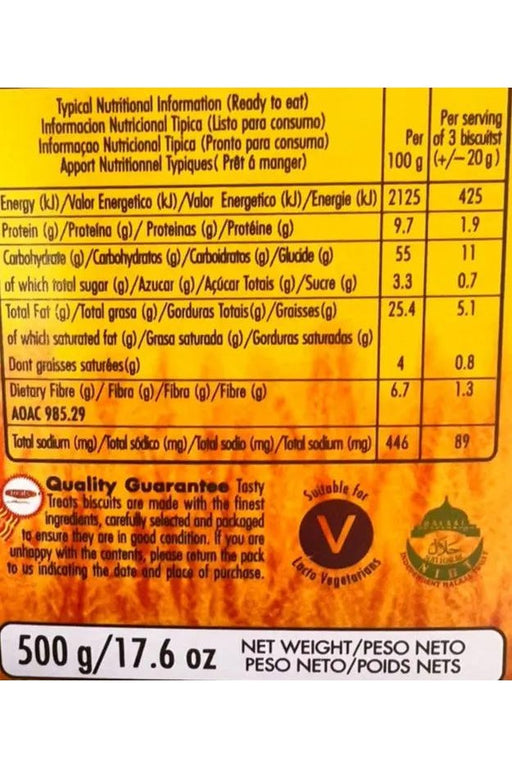 Typical Nutritional Information (Ready to eat)
Informacion Nutricional Tipica (Listo para consumo)
Informaçao Nutricional Tipica (Pronto para consumo)
Apport Nutritionnel Typiques( Prêt á manger)
Per
100 g
Per serving
of 3 biscuitst
(+/-20g)
Energy (kJ)/Valor Energetico (kJ)/Valor Energetico (kJ)/Energie (kJ) 2125 425
Protein (g)/Proteína (g)/ Proteinas (g)/Protéine (g) 9.7 1.9
Carbohydrate (g)/Carbohydratos (g)/Carboidratos (g)/Glucide (g) 55 11
of which total sugar (g)/Azucar (g)/Açúcar Totais (g)/Sucre (g) 3.3 0.7
Total Fat (g)/Total grasa (g)/Gorduras Totais(g)/Graisses(g) 25.4 5.1
of which saturated fat (g)/Grasa saturada (g)/Gorduras saturadas (g)
Dont graisses saturées(g) 4 0.8
Dietary Fibre (g)/ Fibra (g)/Fibra (g)/Fibre (g) 6.7 1.3
AOAC 985.29
Total sodium (mg)/Total sódico (mg)/Total sodio (mg)/Total sodium (mg) 446 89
Quality Guarantee Tasty
Treats biscuits are made with the finest
ingredients, carefully selected and packaged
to ensure they are in good condition. If you are
unhappy with the contents, please return the pack
to us indicating the date and place of purchase.
Suitable for
V
Lacto Vegetarians
حلال
500 g/17.6 oz
NET WEIGHT/PESO NETO
PESO NETO/POIDS NETS